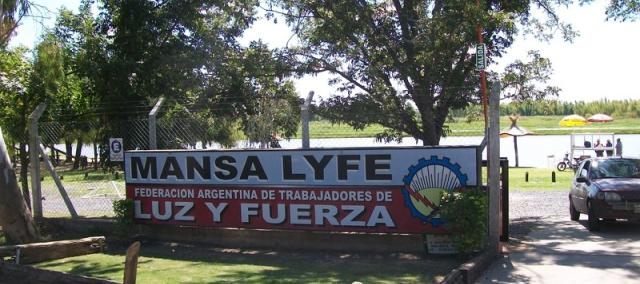 MANSA LYFE
FEDERACION ARGENTINA DE TRABAJADORES DE
LUZ Y FUERZA